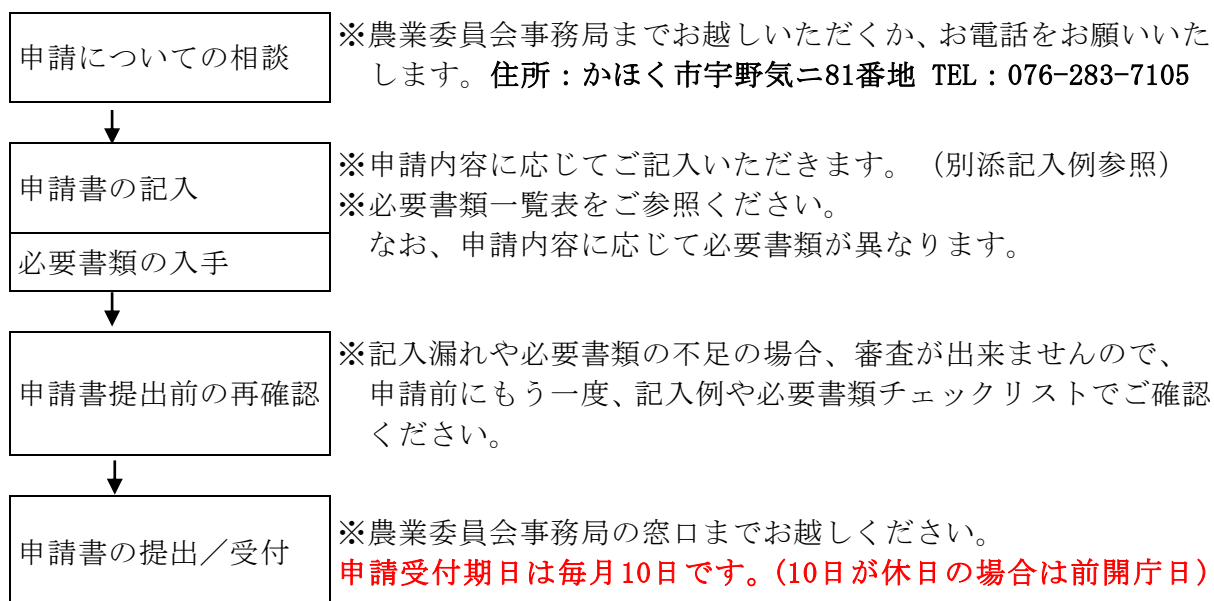 申請についての相談
※農業委員会事務局までお越しいただくか、お電話をお願いいた
します。住所：かほく市宇野気ニ81番地 TEL：076-283-7105
申請書の記入
※申請内容に応じてご記入いただきます。（別添記入例参照）
※必要書類一覧表をご参照ください。
なお、申請内容に応じて必要書類が異なります。
必要書類の入手
申請書提出前の再確認
※記入漏れや必要書類の不足の場合、審査が出来ませんので、
申請前にもう一度、記入例や必要書類チェックリストでご確認
ください。
申請書の提出／受付
※農業委員会事務局の窓口までお越しください。
申請受付期日は毎月10日です。(10日が休日の場合は前開庁日)